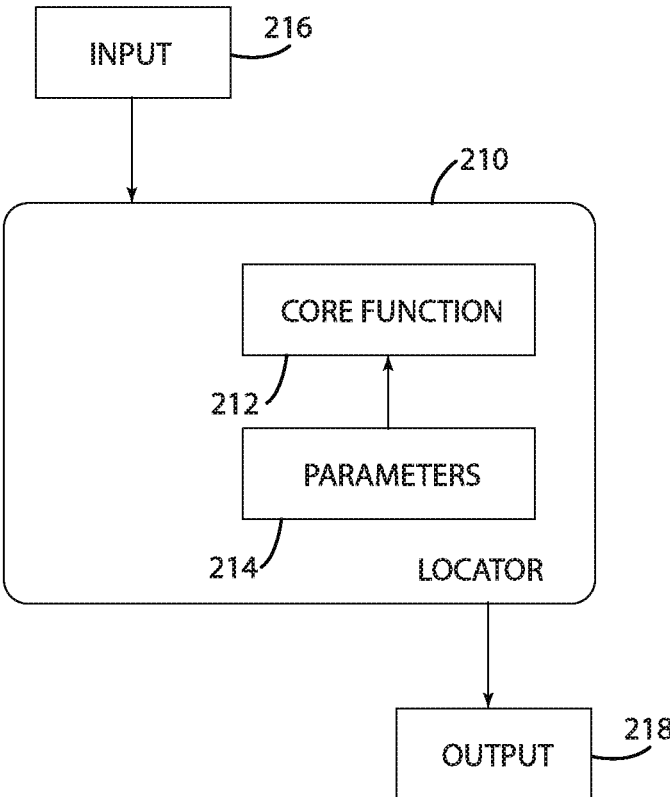 INPUT
216
210
CORE FUNCTION
212
PARAMETERS
214
LOCATOR
OUTPUT
218